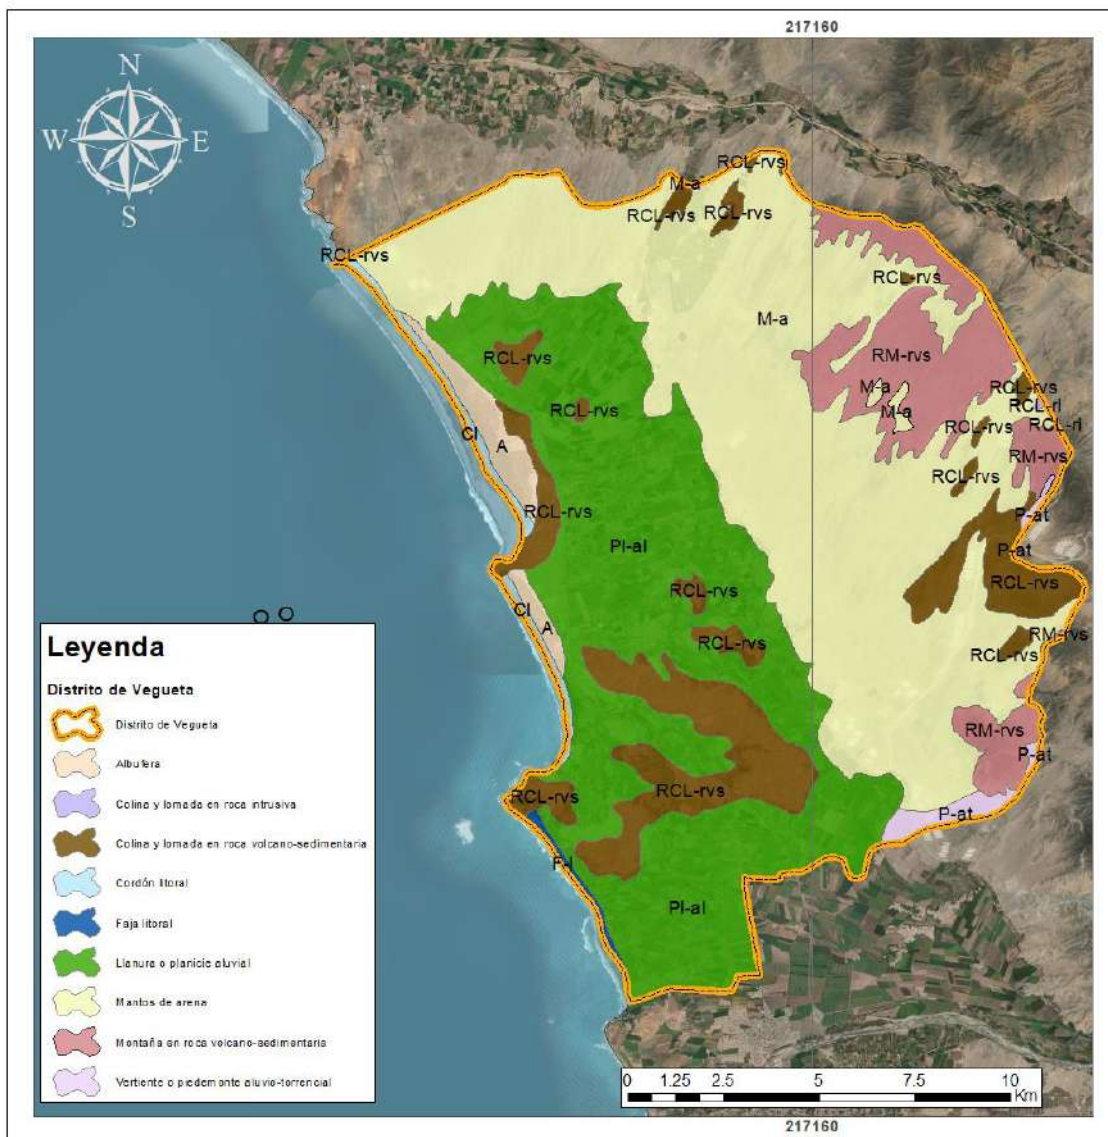 217160
N
W E
S
RCL-rvs
M-a
RCL-rvs
RCL-rvs
RCL-rvs
RCL-rvs
M-a
RCL-rvs
RM-rvs
M-a
RCL-rvs
RCL-ri
M-a
RCL-rvs
RCL-rvs
RCL-ri
Cl
A
RM-rvs
RCL-rvs
RCL-rvs
P-at
Pl-al
P-at
RCL-rvs
RCL-rvs
Cl
A
RCL-rvs
RM-rvs
RCL-rvs
RM-rvs
P-at
RCL-rvs
RCL-rvs
P-at
F-l
Pl-al
Leyenda
Distrito de Vegueta
Distrito de Vegueta
Albufera
Colina y lomada en roca intrusiva
Colina y lomada en roca volcano-sedimentaria
Cordón litoral
Faja litoral
Llanura o planicie aluvial
Mantos de arena
Montaña en roca volcano-sedimentaria
Vertiente o piedemonte aluvio-torrencial
0 1.25 2.5 5 7.5 10
Km
217160